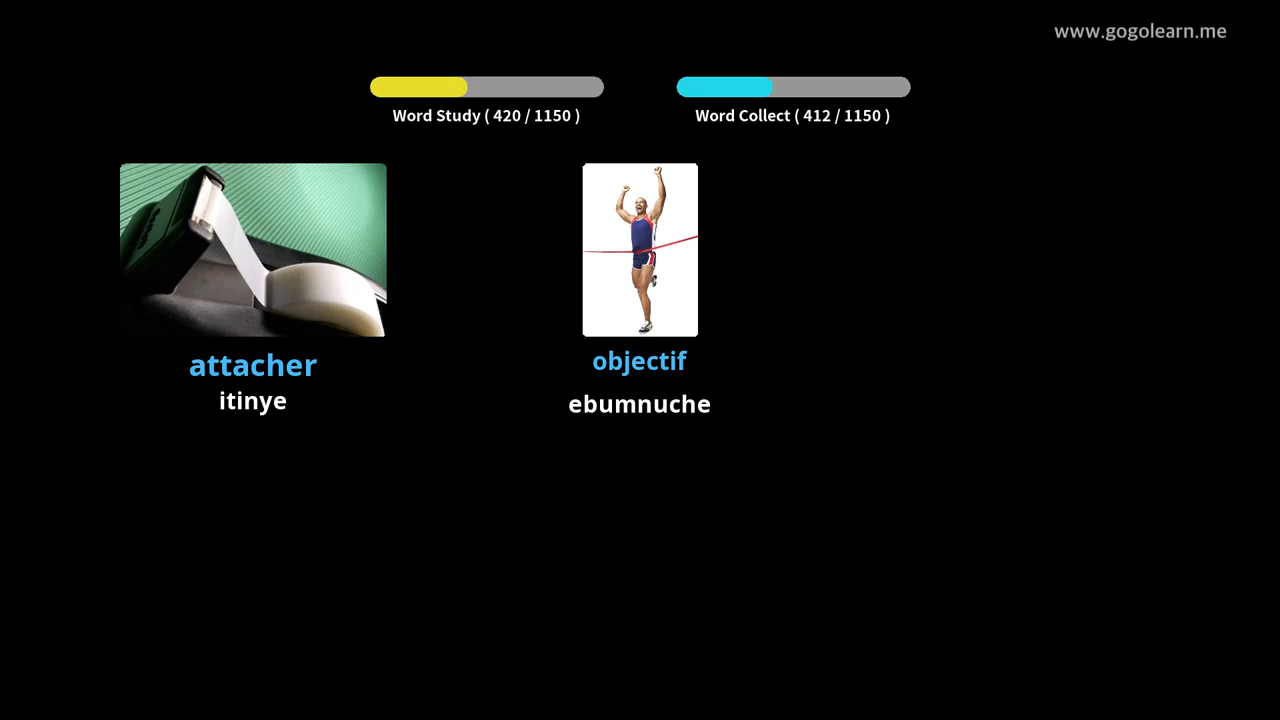 www.gogolearn.me
Word Study ( 420 / 1150 )
Word Collect ( 412 / 1150 )
attacher
itinye
objectif
ebumnuche